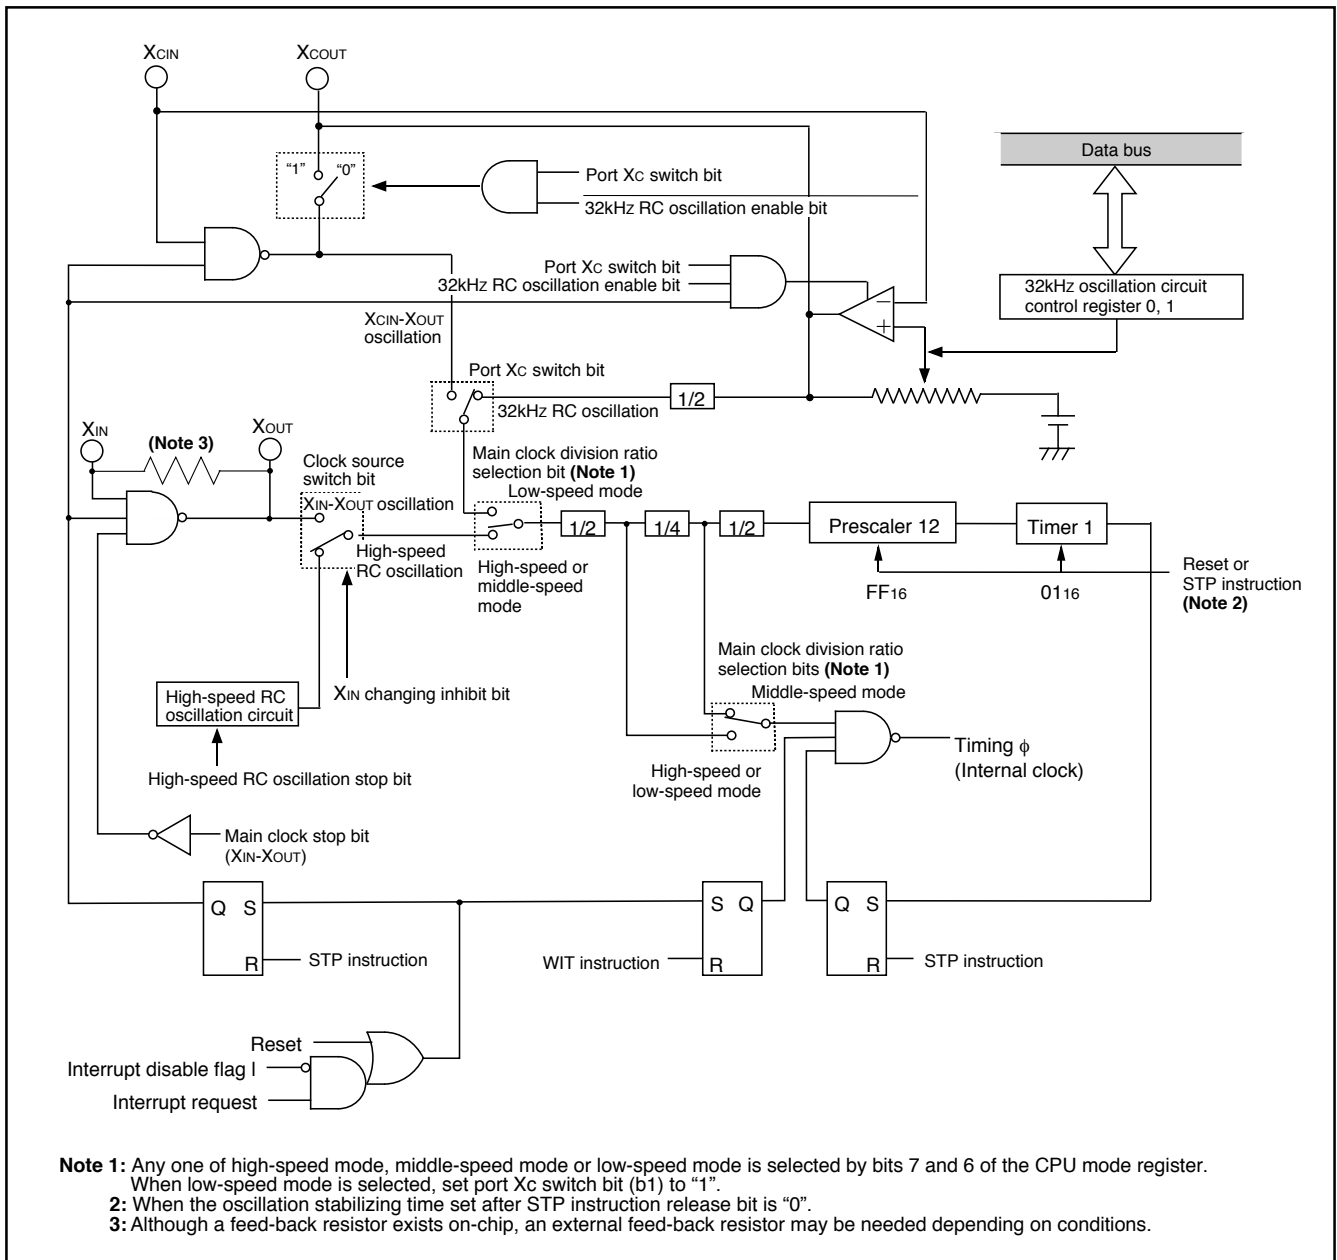 XCIN
XCOUT
Data bus
“1”
“0”
Port XC switch bit
32kHz RC oscillation enable bit
Port XC switch bit
32kHz RC oscillation enable bit
−
+
32kHz oscillation circuit
control register 0, 1
XCIN-XOUT
oscillation
Port XC switch bit
1/2
32kHz RC oscillation
XIN
(Note 3)
XOUT
Clock source
switch bit
XIN-XOUT oscillation
Main clock division ratio
selection bit (Note 1)
Low-speed mode
1/2
1/4
1/2
Prescaler 12
Timer 1
High-speed
RC oscillation
High-speed or
middle-speed
mode
FF16
0116
Reset or
STP instruction
(Note 2)
Main clock division ratio
selection bits (Note 1)
Middle-speed mode
High-speed RC
oscillation circuit
XIN changing inhibit bit
High-speed RC oscillation stop bit
High-speed or
low-speed mode
Timing ϕ
(Internal clock)
Main clock stop bit
(XIN-XOUT)
Q S
R
STP instruction
S Q
R
WIT instruction
Q S
R
STP instruction
Reset
Interrupt disable flag I
Interrupt request
Note 1: Any one of high-speed mode, middle-speed mode or low-speed mode is selected by bits 7 and 6 of the CPU mode register.
When low-speed mode is selected, set port Xc switch bit (b1) to “1”.
2: When the oscillation stabilizing time set after STP instruction release bit is “0”.
3: Although a feed-back resistor exists on-chip, an external feed-back resistor may be needed depending on conditions.